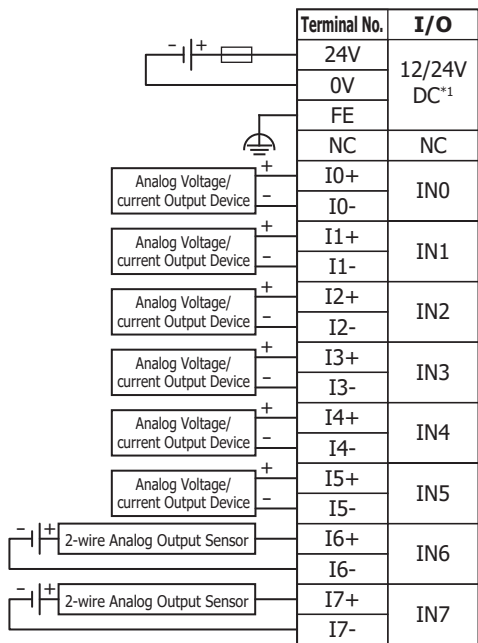 Terminal No. I/O
- + 24V 12/24V
0V DC*1
FE
NC NC
Analog Voltage/ + I0+ IN0
current Output Device - I0-
Analog Voltage/ + I1+ IN1
current Output Device - I1-
Analog Voltage/ + I2+ IN2
current Output Device - I2-
Analog Voltage/ + I3+ IN3
current Output Device - I3-
Analog Voltage/ + I4+ IN4
current Output Device - I4-
Analog Voltage/ + I5+ IN5
current Output Device - I5-
- + 2-wire Analog Output Sensor I6+ IN6
I6-
- + 2-wire Analog Output Sensor I7+ IN7
I7-